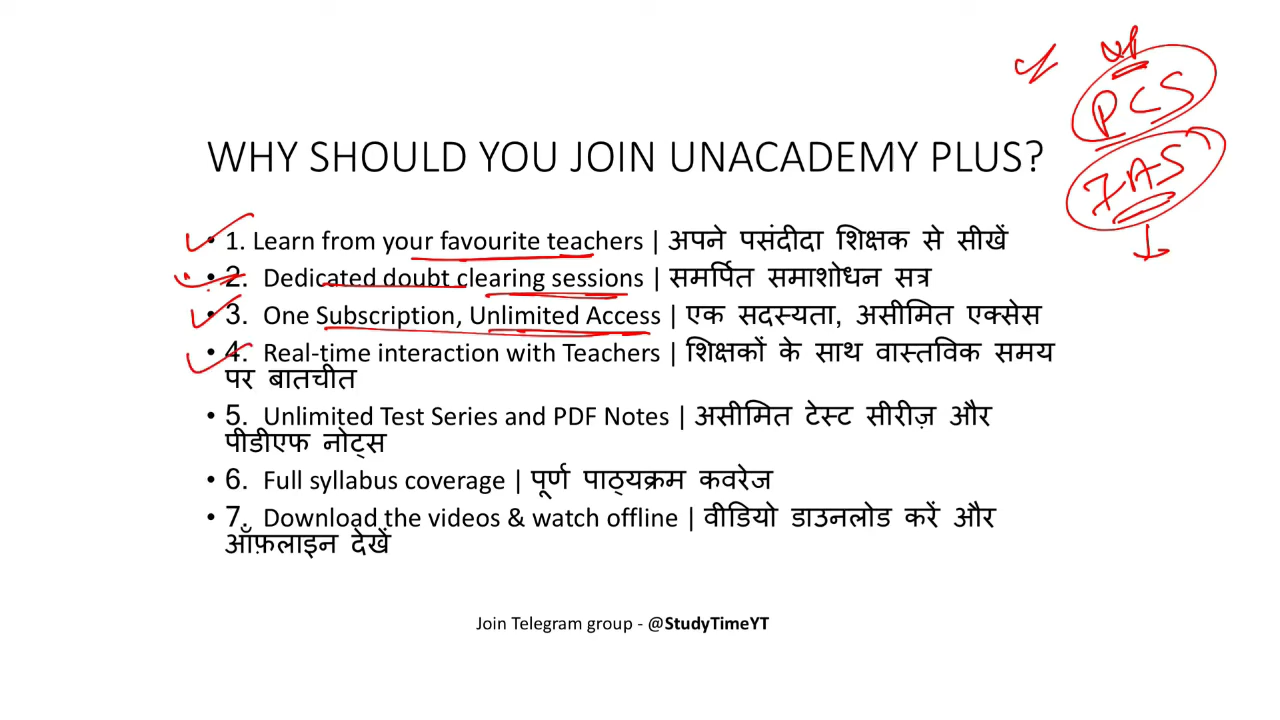 UP
PCS
IAS
WHY SHOULD YOU JOIN UNACADEMY PLUS?
• 1. Learn from your favourite teachers | अपने पसंदीदा शिक्षक से सीखें
• 2. Dedicated doubt clearing sessions | समर्पित समाशोधन सत्र
• 3. One Subscription, Unlimited Access | एक सदस्यता, असीमित एक्सेस
• 4. Real-time interaction with Teachers | शिक्षकों के साथ वास्तविक समय
पर बातचीत
• 5. Unlimited Test Series and PDF Notes | असीमित टेस्ट सीरीज़ और
पीडीएफ नोट्स
• 6. Full syllabus coverage | पूर्ण पाठ्यक्रम कवरेज
• 7. Download the videos & watch offline | वीडियो डाउनलोड करें और
ऑफ़लाइन देखें
Join Telegram group - @StudyTimeYT